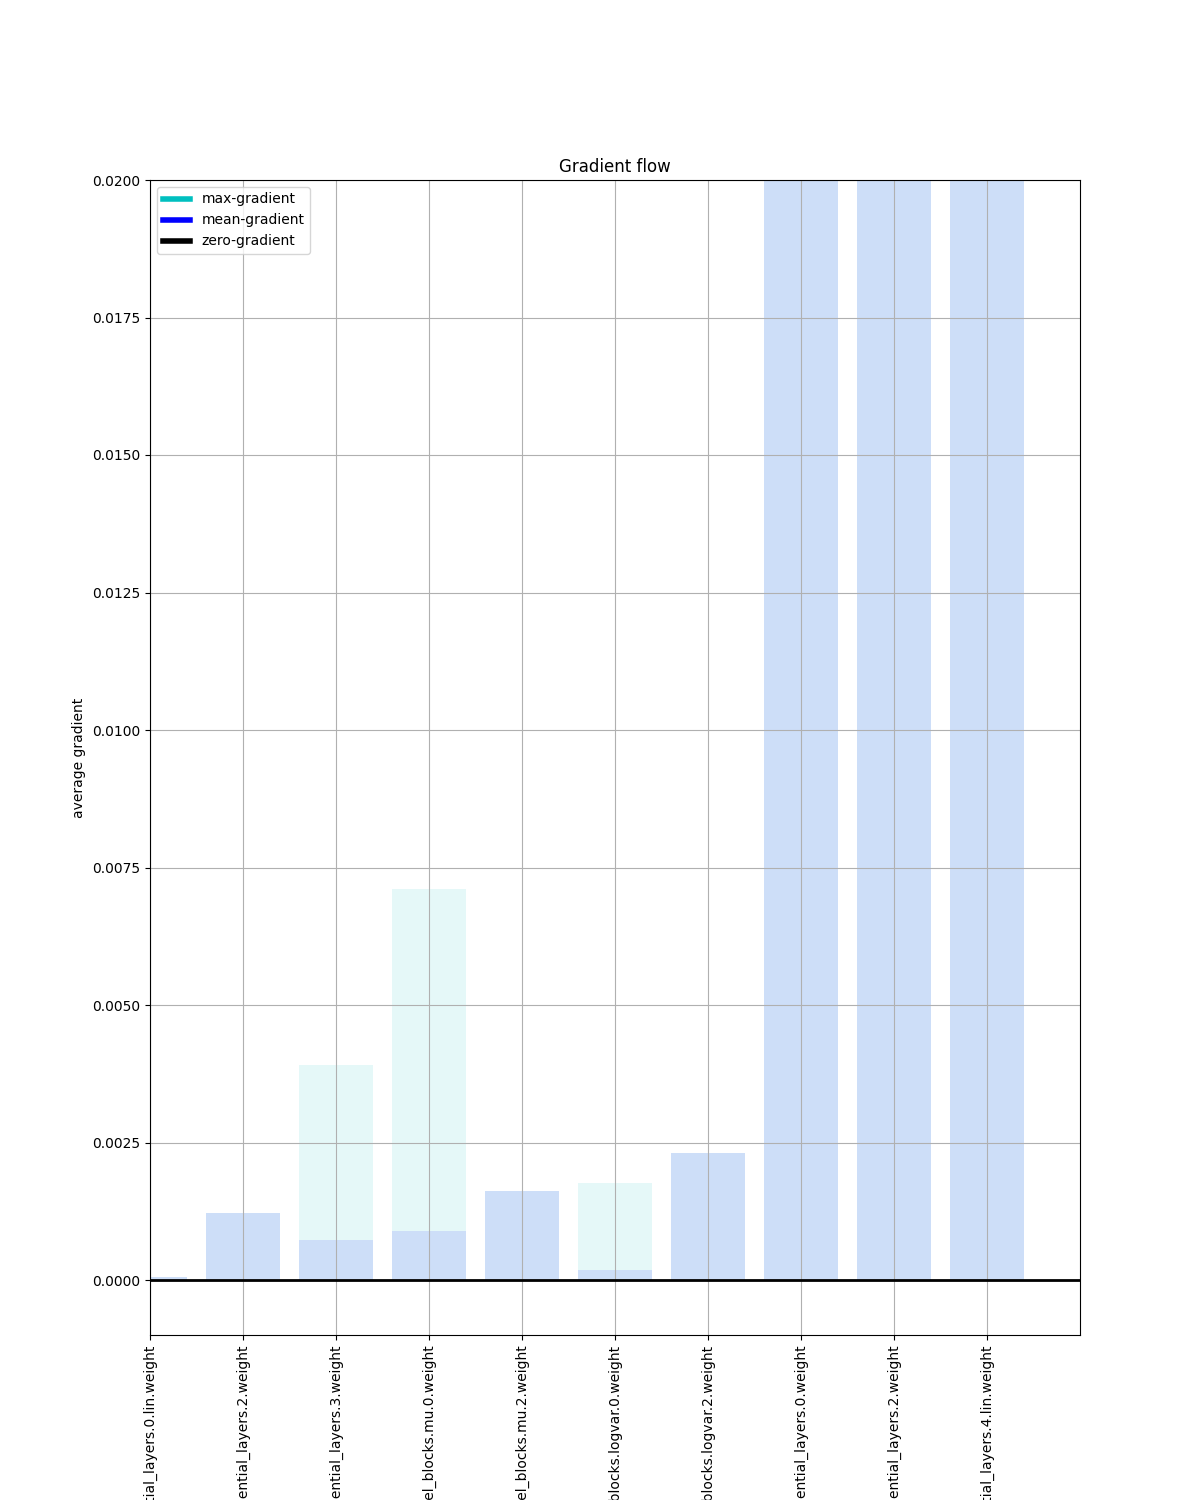 Gradient flow
max-gradient
mean-gradient
zero-gradient
0.0200
0.0175
0.0150
0.0125
0.0100
0.0075
0.0050
0.0025
0.0000
average gradient
tial_layers.0.lin.weight
ential_layers.2.weight
ential_layers.3.weight
el_blocks.mu.0.weight
el_blocks.mu.2.weight
blocks.logvar.0.weight
blocks.logvar.2.weight
ential_layers.0.weight
ential_layers.2.weight
tial_layers.4.lin.weight